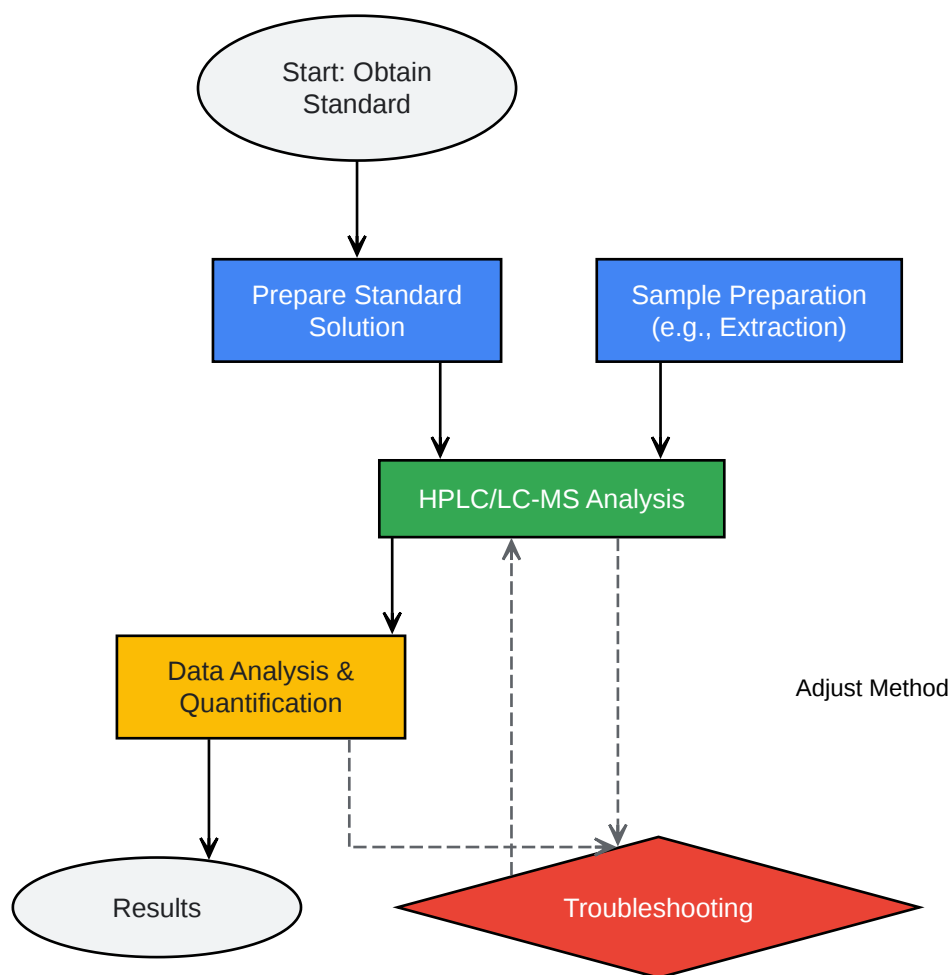 Start: Obtain
Standard
Prepare Standard
Solution
Sample Preparation
(e.g., Extraction)
HPLC/LC-MS Analysis
Data Analysis &
Quantification
Adjust Method
Results
Troubleshooting